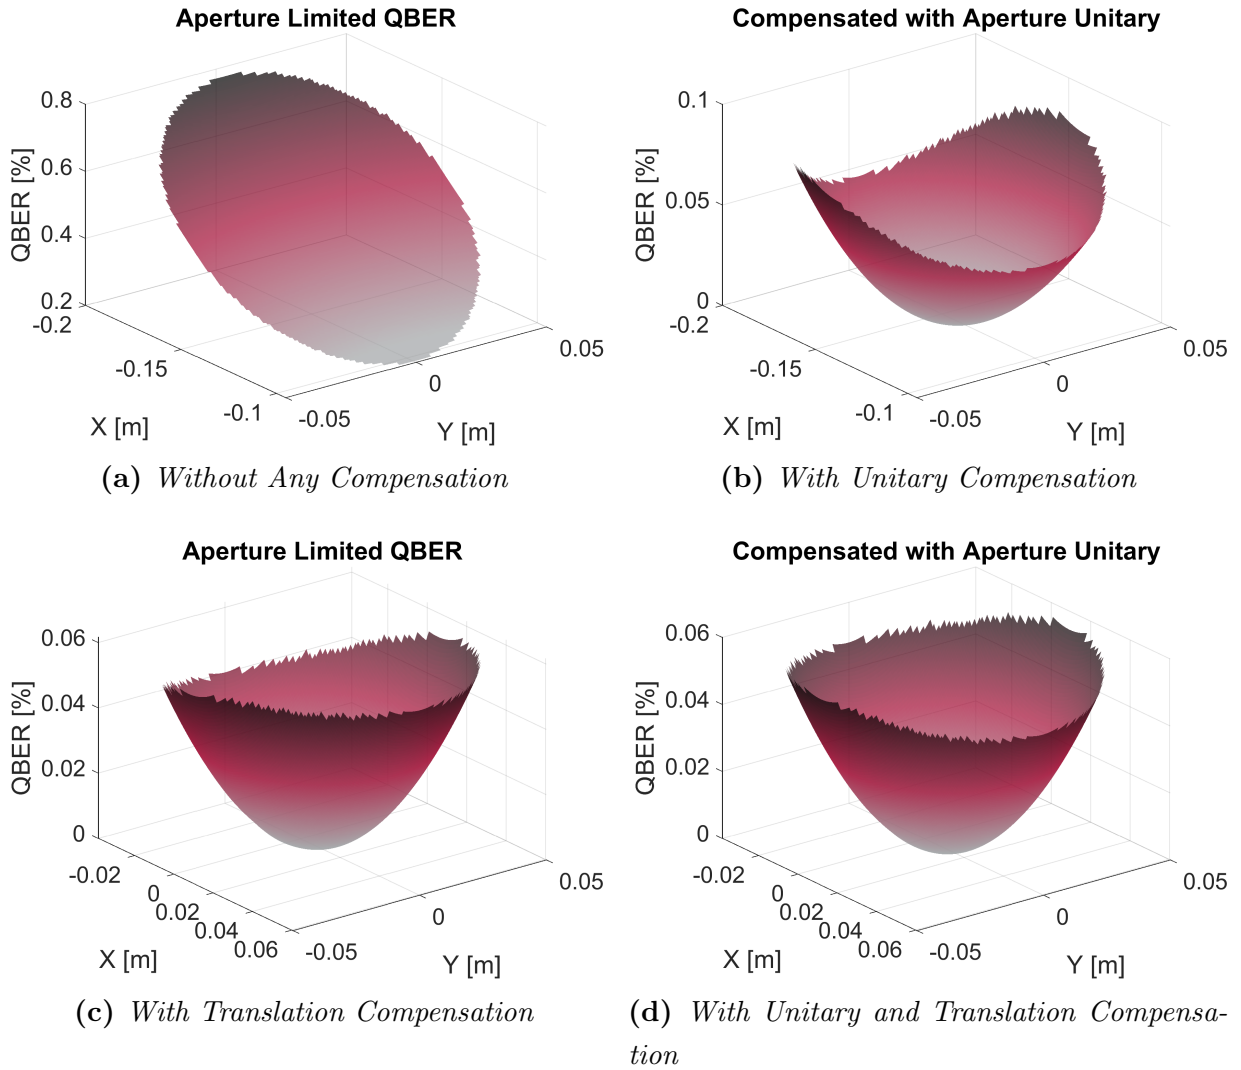 Aperture Limited QBER
QBER [%]
0.8
0.6
0.4
0.2
-0.2
-0.15
-0.1
X [m]
-0.05
0
0.05
Y [m]
(a) Without Any Compensation
Compensated with Aperture Unitary
QBER [%]
0.1
0.05
0
-0.2
-0.15
-0.1
X [m]
-0.05
0
0.05
Y [m]
(b) With Unitary Compensation
Aperture Limited QBER
QBER [%]
0.06
0.04
0.02
0
-0.02
0
0.02
0.04
0.06
X [m]
-0.05
0
0.05
Y [m]
(c) With Translation Compensation
Compensated with Aperture Unitary
QBER [%]
0.06
0.04
0.02
0
-0.02
0
0.02
0.04
0.06
X [m]
-0.05
0
0.05
Y [m]
(d) With Unitary and Translation Compensa-
tion